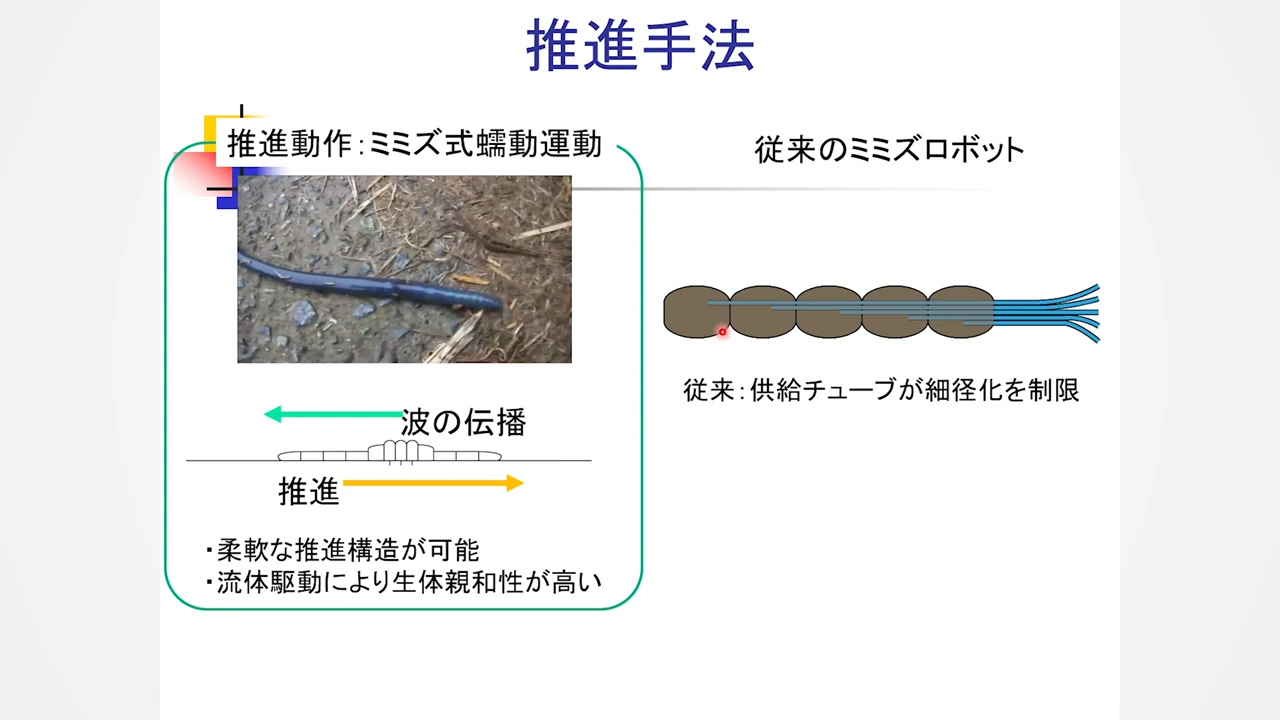 推進手法
推進動作：ミミズ式蠕動運動
波の伝播
推進
・柔軟な推進構造が可能
・流体駆動により生体親和性が高い
従来のミミズロボット
従来：供給チューブが細径化を制限